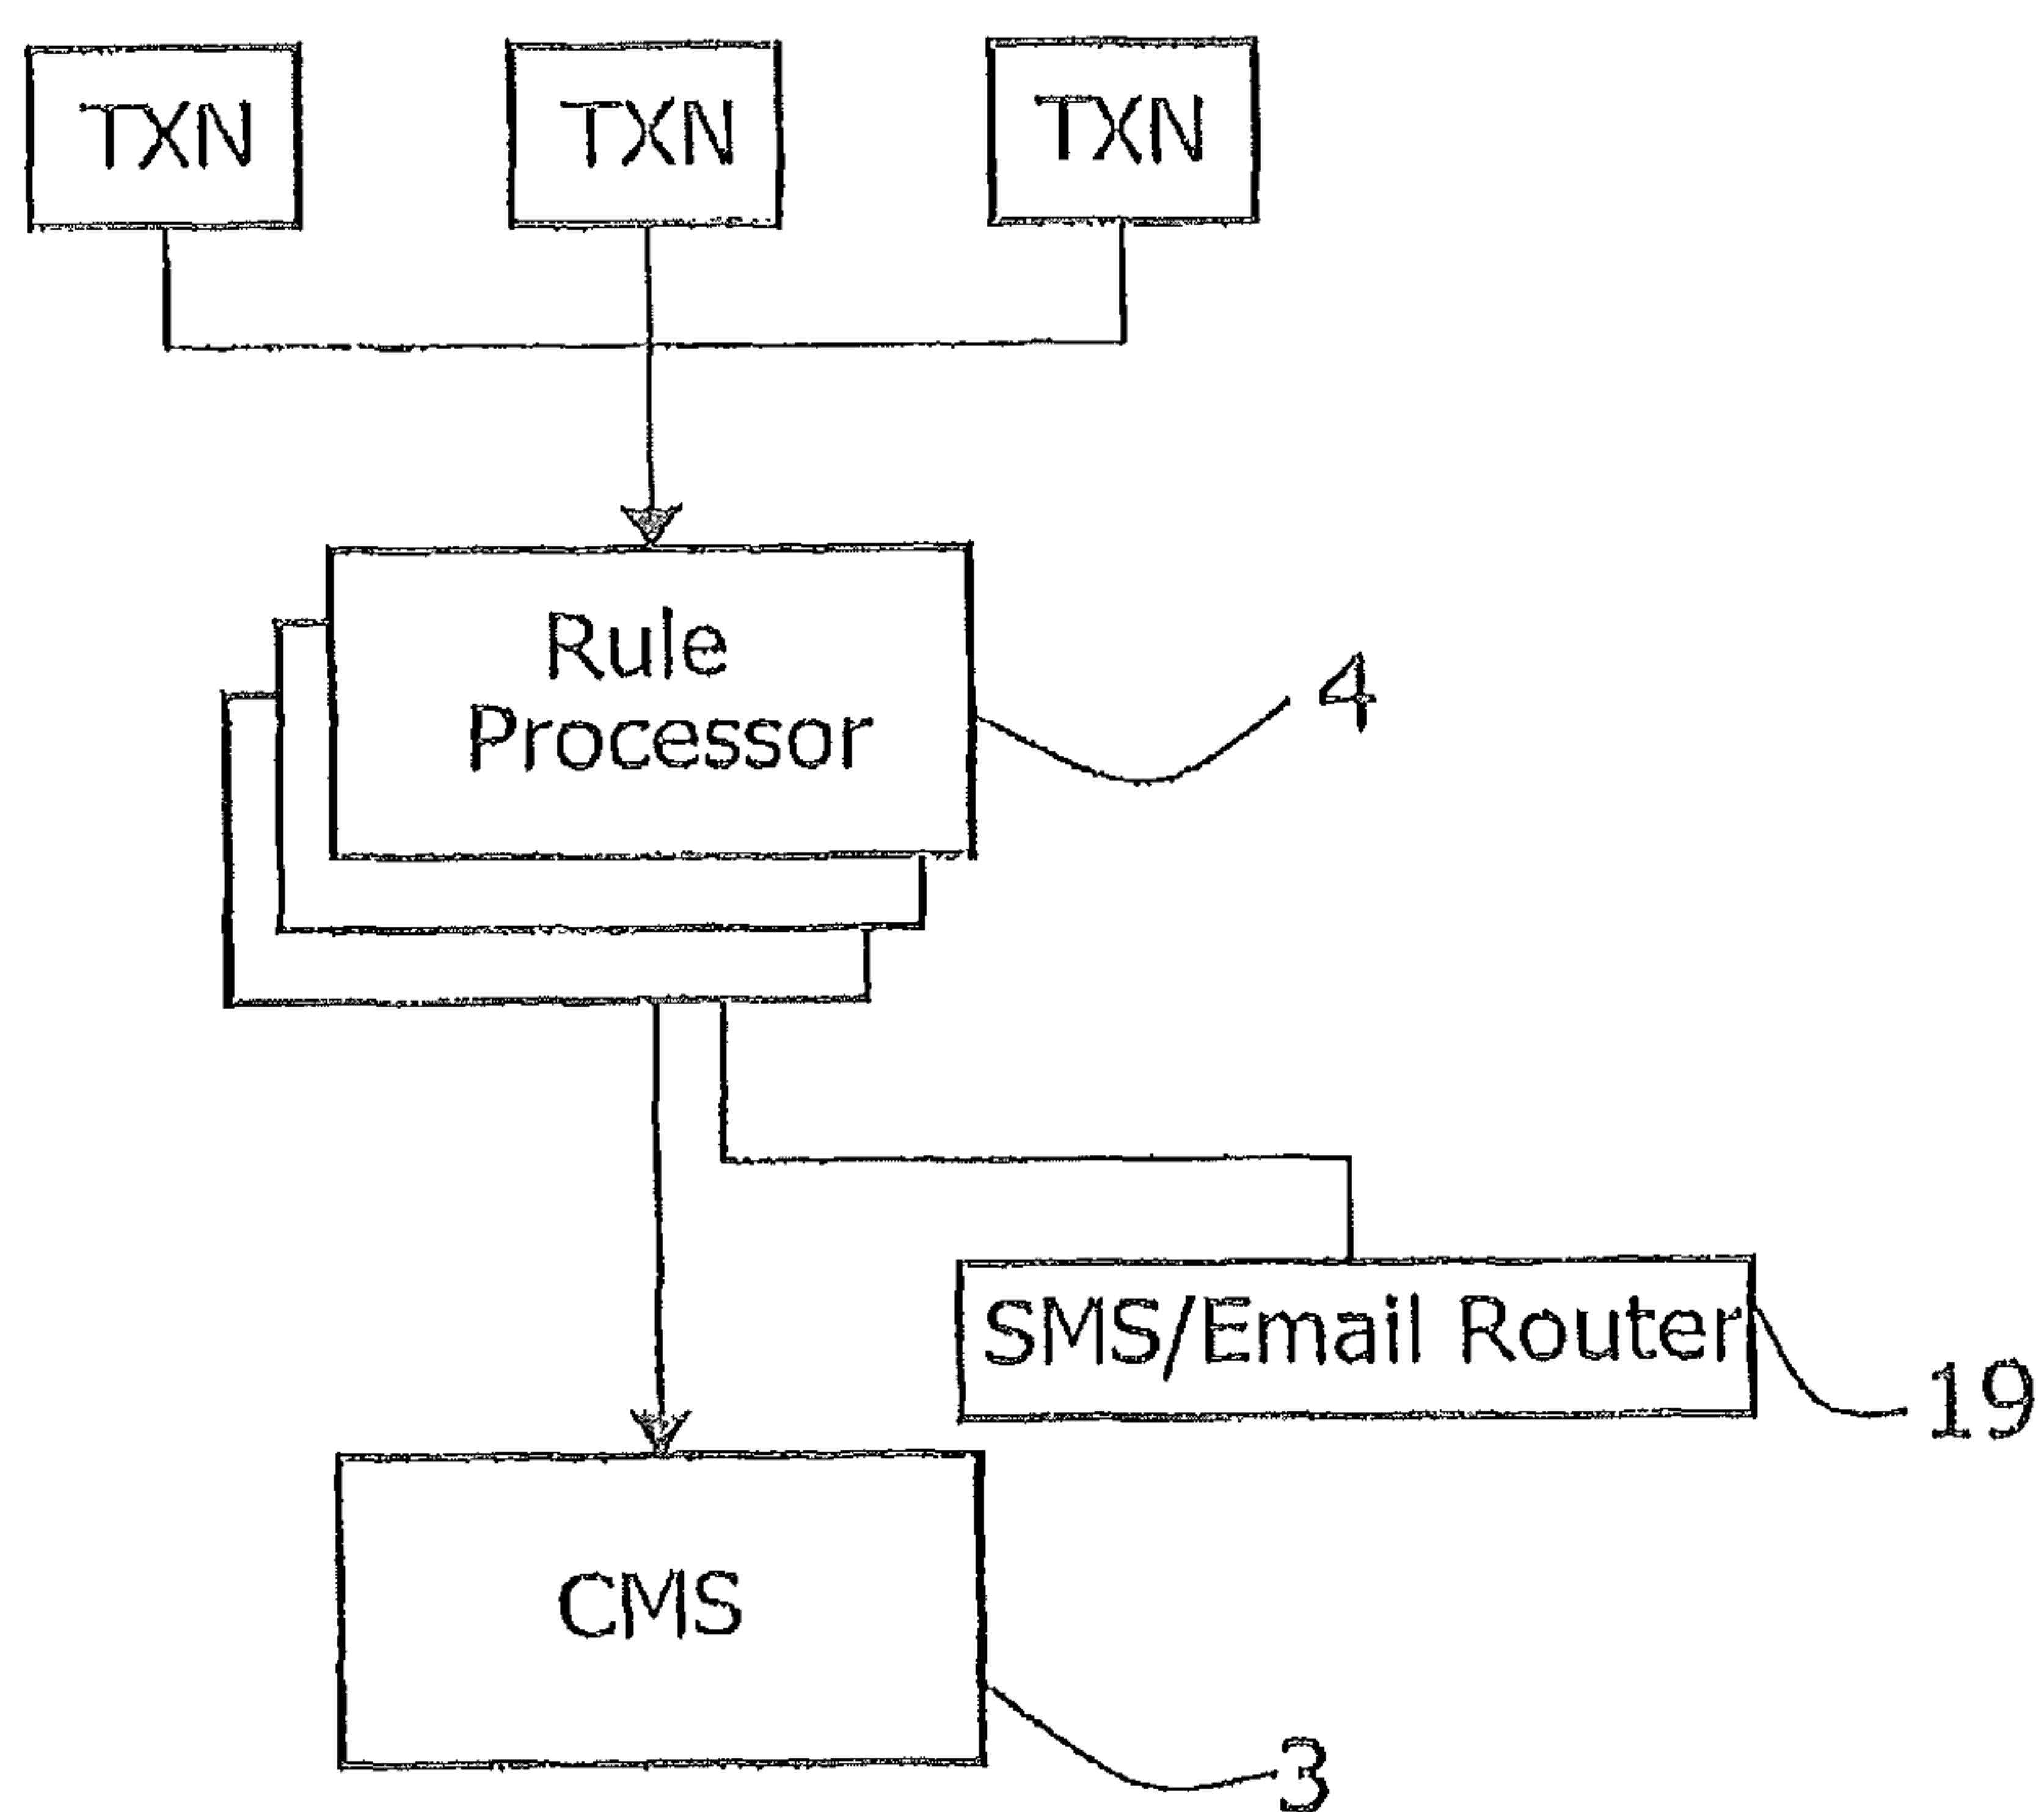 TXN
TXN
TXN
Rule
Processor
4
SMS/Email Router
19
CMS
3